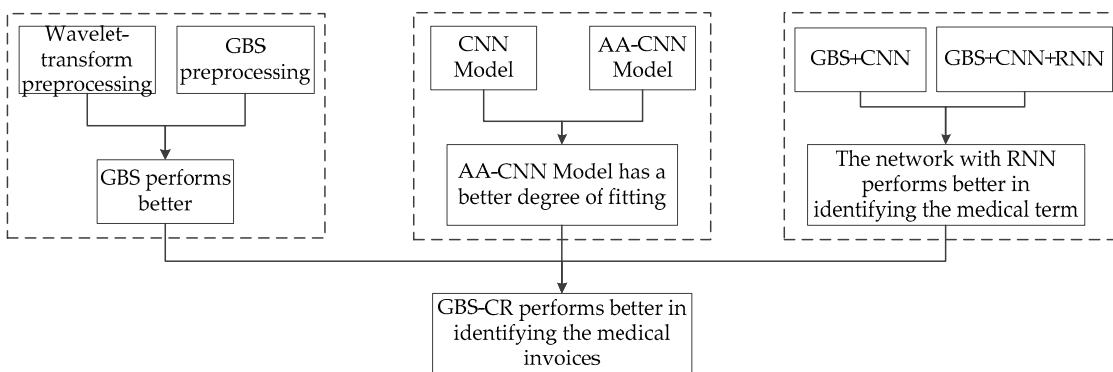 Wavelet-
transform
preprocessing
GBS
preprocessing
GBS performs
better
CNN
Model
AA-CNN
Model
AA-CNN Model has a
better degree of fitting
GBS+CNN
GBS+CNN+RNN
The network with RNN
performs better in
identifying the medical term
GBS-CR performs better in
identifying the medical
invoices